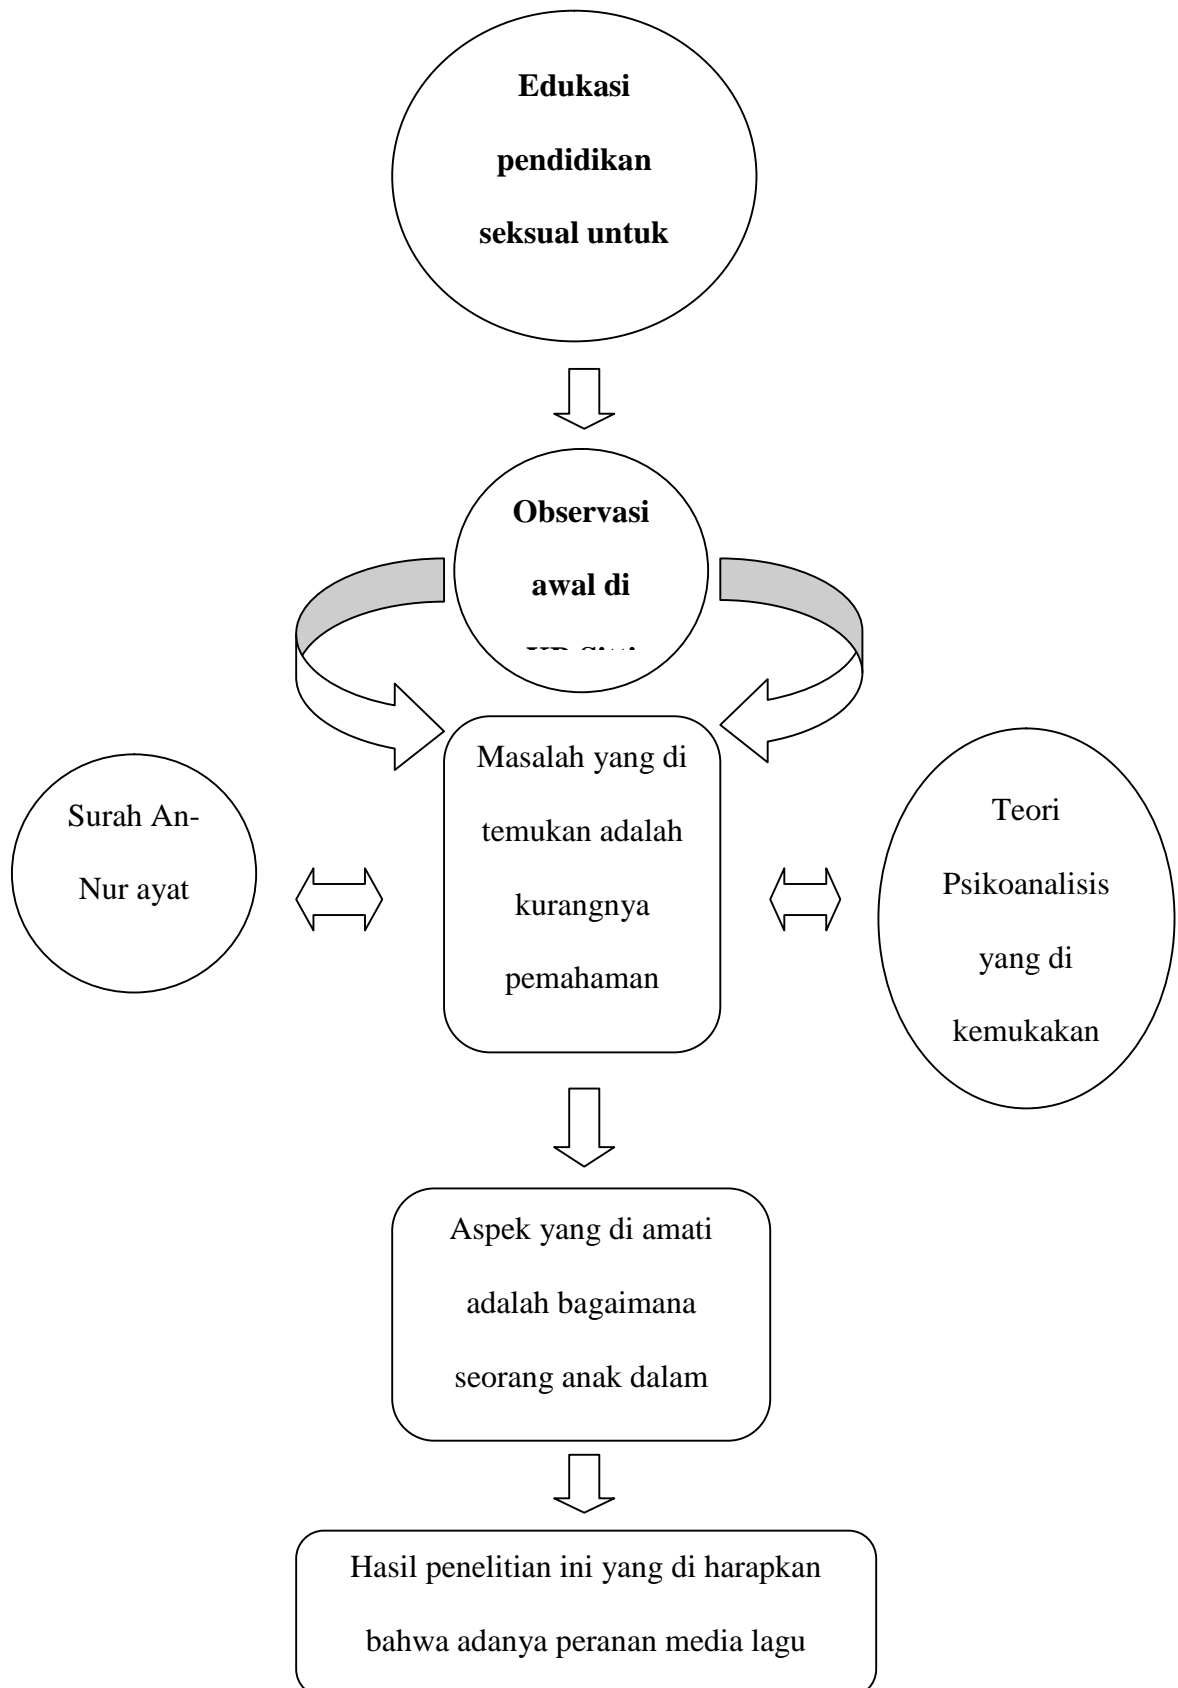 Edukasi
pendidikan
seksual untuk
Observasi
awal di
Masalah yang di
temukan adalah
kurangnya
pemahaman
Surah An-
Nur ayat
Teori
Psikoanalisis
yang di
kemukakan
Aspek yang di amati
adalah bagaimana
seorang anak dalam
Hasil penelitian ini yang di harapkan
bahwa adanya peranan media lagu